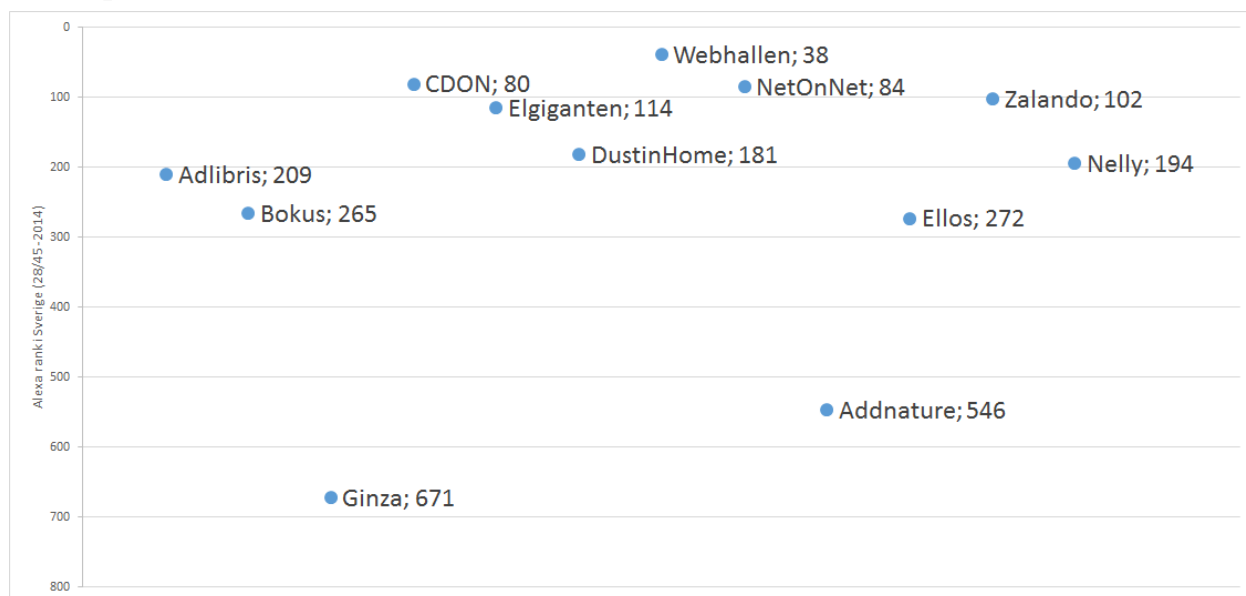 0
Webhallen; 38
CDON; 80
NetOnNet; 84
100
Zalando; 102
Elgiganten; 114
DustinHome; 181
Nelly; 194
200
Adlibris; 209
Bokus; 265
Ellos; 272
300
400
500
Addnature; 546
600
Ginza; 671
700
800
Alexa rank i Sverige (28/45-2014)